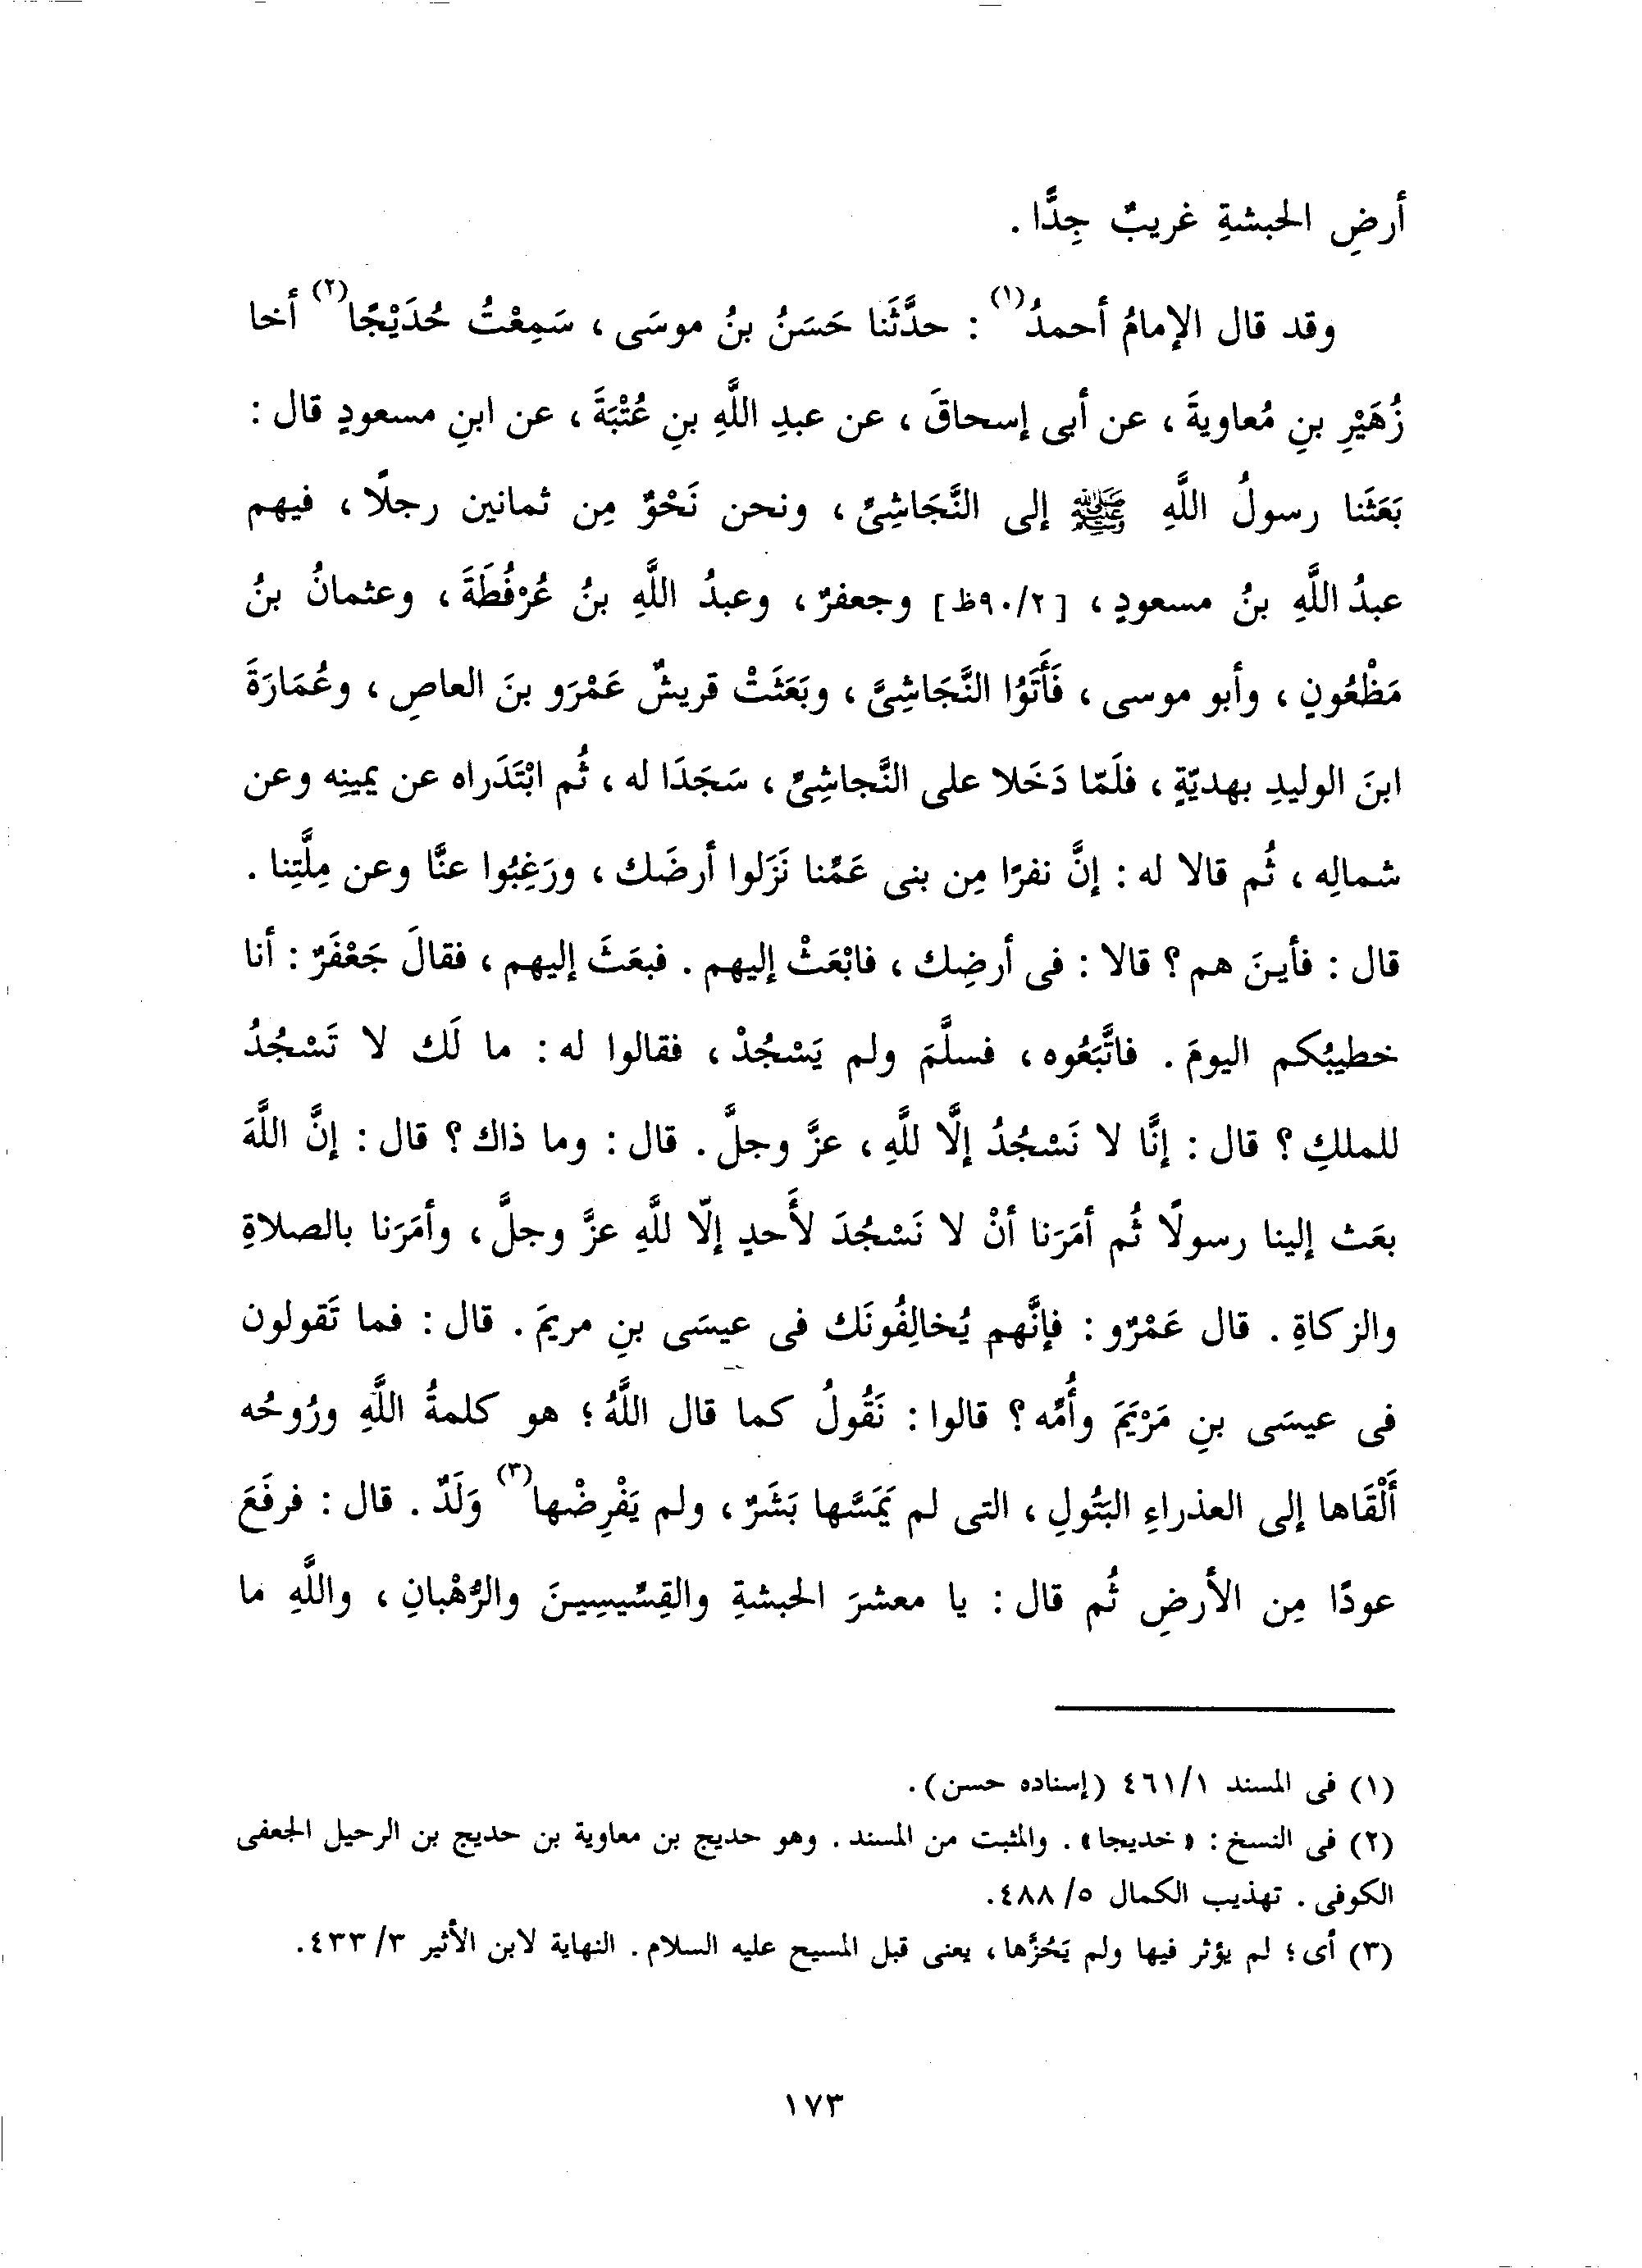 أرضِ الحبشةِ غريبٌ جِدًّا .
وقد قال الإمامُ أحمدُ(١) : حدَّثَنا حَسَنُ بنُ موسَى ، سَمِعْتُ حُدَيْجًا(٢) أخا
زُهَيْرِ بنِ مُعاويةَ ، عن أبى إسحاقَ ، عن عبدِ اللَّهِ بنِ عُتْبَةَ ، عن ابنِ مسعودٍ قال :
بَعَثَنا رسولُ اللَّهِ ﷺ إلى النَّجَاشِىِّ ، ونحن نَحْوٌ مِن ثمانين رجلًا ، فيهم
عبدُ اللَّهِ بنُ مسعودٍ ، [٢/٩٠ظ] وجعفرٌ ، وعبدُ اللَّهِ بنُ عُرْفُطَةَ ، وعثمانُ بنُ
مَظْعُونٍ ، وأبو موسى ، فَأَتَوُا النَّجَاشِىَّ ، وبَعَثَتْ قريشٌ عَمْرَو بنَ العاصِ ، وعُمَارَةَ
ابنَ الوليدِ بهديّةٍ ، فلَمّا دَخَلا على النَّجاشِىِّ ، سَجَدَا له ، ثُم ابْتَدَراه عن يمينِه وعن
شمالِه ، ثُم قالا له : إنَّ نفرًا مِن بنى عَمِّنا نَزَلوا أرضَك ، ورَغِبُوا عنَّا وعن مِلَّتِنا .
قال : فأينَ هم ؟ قالا : فى أرضِك ، فابْعَثْ إليهم . فبعَثَ إليهم ، فقالَ جَعْفَرٌ : أنا
خطيبُكم اليومَ . فاتَّبَعُوه ، فسلَّمَ ولم يَسْجُدْ ، فقالوا له : ما لَك لا تَسْجُدُ
للملكِ ؟ قال : إنَّا لا نَسْجُدُ إلَّا للَّهِ ، عزَّ وجلَّ . قال : وما ذاك ؟ قال : إنَّ اللَّهَ
بعَث إلينا رسولًا ثُم أمَرَنا أنْ لا نَسْجُدَ لأَحدٍ إلّا للَّهِ عزَّ وجلَّ ، وأمَرَنا بالصلاةِ
والزكاةِ . قال عَمْرٌو : فإنَّهم يُخالِفُونَك فى عيسَى بنِ مريمَ . قال : فما تَقولون
فى عيسَى بنِ مَرْيَمَ وأُمِّه ؟ قالوا : نَقُولُ كما قال اللَّهُ ؛ هو كلمةُ اللَّهِ ورُوحُه
أَلْقَاها إلى العذراءِ البَتُولِ ، التى لم يَمَسَّها بَشَرٌ ، ولم يَفْرِضْها(٣) وَلَدٌ . قال : فرفَعَ
عودًا مِن الأرضِ ثُم قال : يا معشرَ الحبشةِ والقِسِّيسِينَ والرُّهْبانِ ، واللَّهِ ما
(١) فى المسند ١/ ٤٦١ (إسناده حسن).
(٢) فى النسخ : « خديجا » . والمثبت من المسند . وهو حديج بن معاوية بن حديج بن الرحيل الجعفى
الكوفى . تهذيب الكمال ٥/ ٤٨٨.
(٣) أى ؛ لم يؤثر فيها ولم يَحُزَّها ، يعنى قبل المسيح عليه السلام . النهاية لابن الأثير ٣/ ٤٣٣.
١٧٣